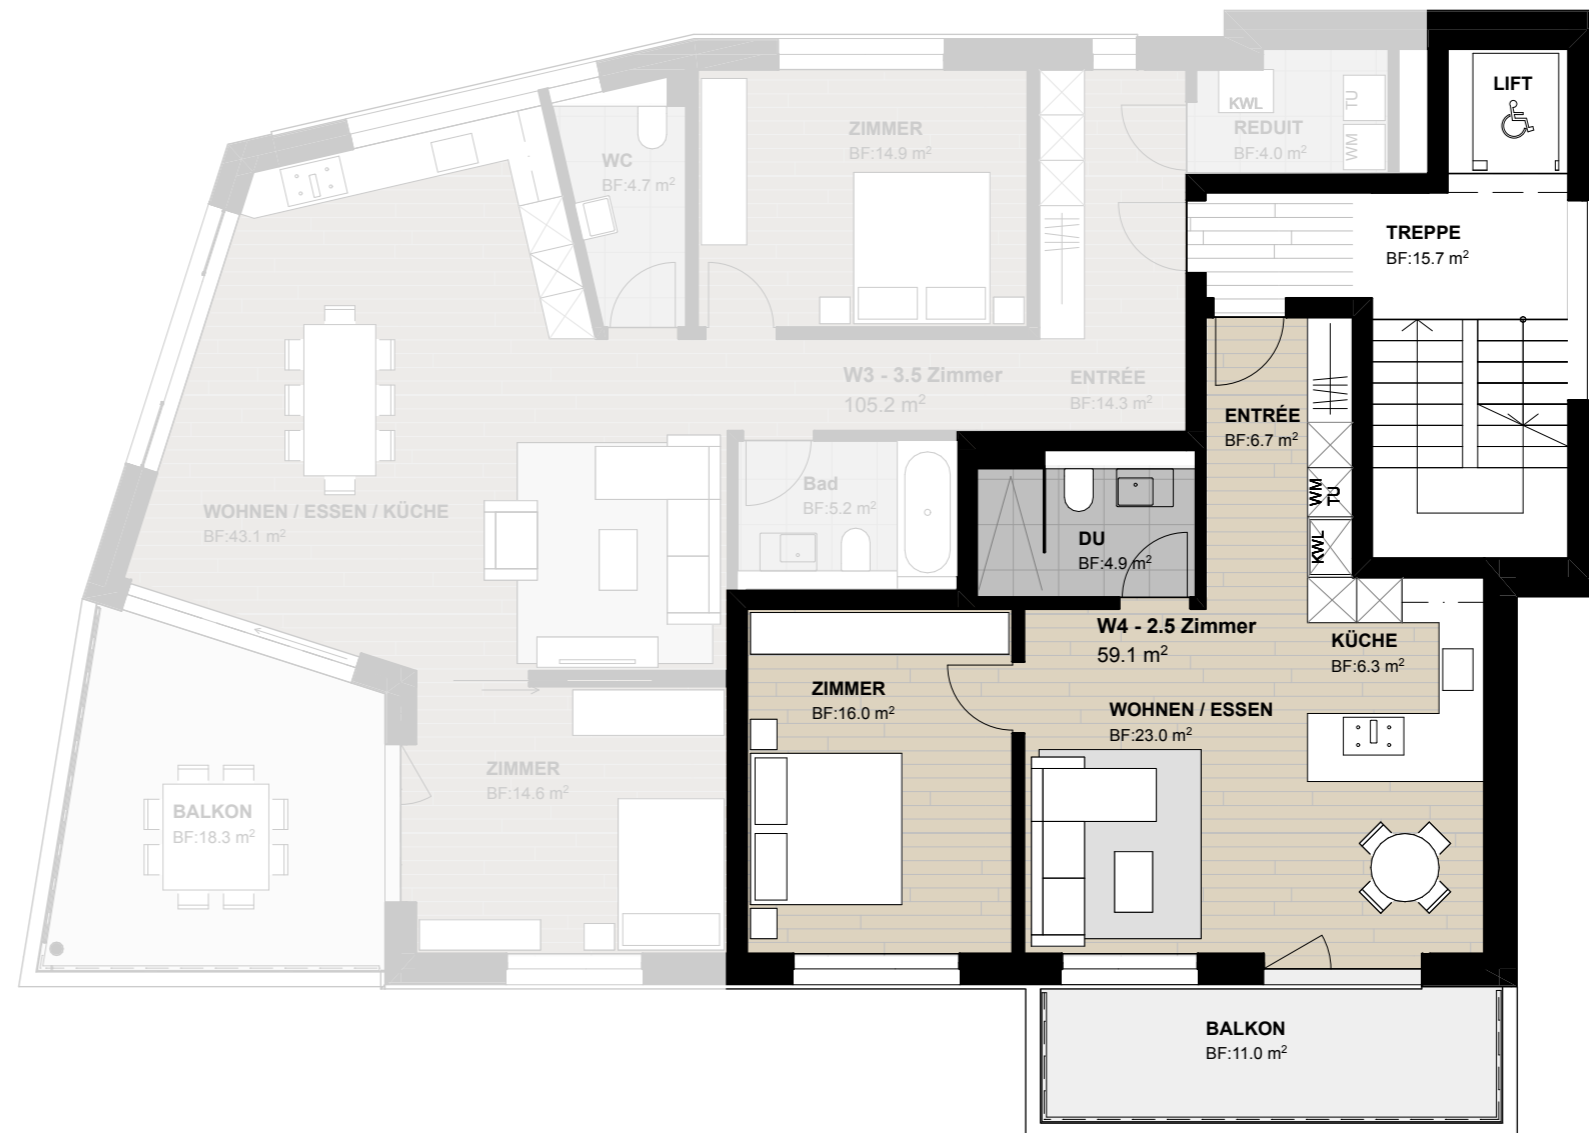 LIFT
KWL
TU
WM
REDUIT
BF:4.0 m²
ZIMMER
BF:14.9 m²
WC
BF:4.7 m²
TREPPE
BF:15.7 m²
W3 - 3.5 Zimmer
105.2 m²
ENTRÉE
BF:14.3 m²
ENTRÉE
BF:6.7 m²
WOHNEN / ESSEN / KÜCHE
BF:43.1 m²
Bad
BF:5.2 m²
WM
TU
KWL
DU
BF:4.9 m²
W4 - 2.5 Zimmer
59.1 m²
KÜCHE
BF:6.3 m²
ZIMMER
BF:16.0 m²
WOHNEN / ESSEN
BF:23.0 m²
ZIMMER
BF:14.6 m²
BALKON
BF:18.3 m²
BALKON
BF:11.0 m²